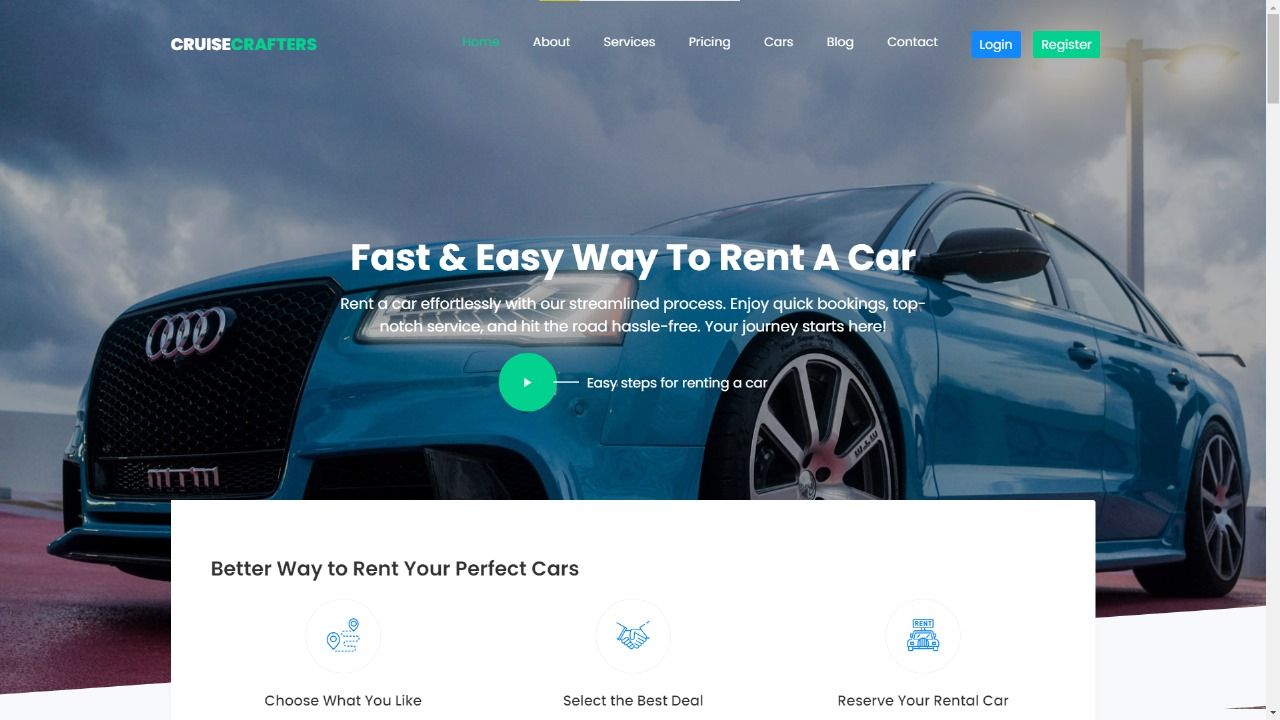 CRUISECRAFTERS
Home About Services Pricing Cars Blog Contact Login Register
Fast & Easy Way To Rent A Car
Rent a car effortlessly with our streamlined process. Enjoy quick bookings, top-
notch service, and hit the road hassle-free. Your journey starts here!
Easy steps for renting a car
mtm
Better Way to Rent Your Perfect Cars
RENT
Choose What You Like Select the Best Deal Reserve Your Rental Car